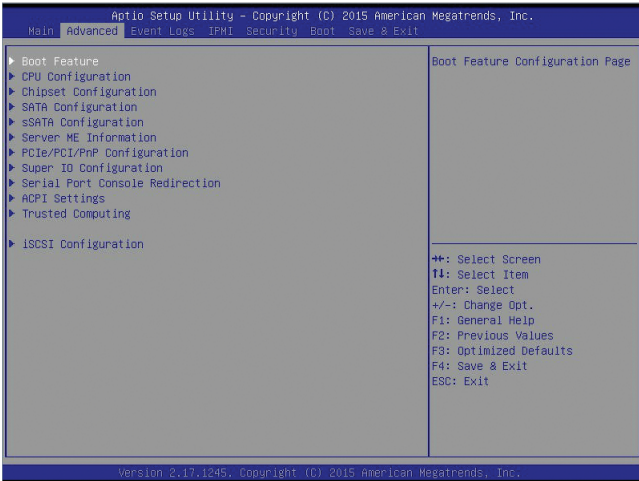 Aptio Setup Utility – Copyright (C) 2015 American Megatrends, Inc.
Main Advanced Event Logs IPMI Security Boot Save & Exit
▶ Boot Feature
▶ CPU Configuration
▶ Chipset Configuration
▶ SATA Configuration
▶ sSATA Configuration
▶ Server ME Information
▶ PCIe/PCI/PnP Configuration
▶ Super IO Configuration
▶ Serial Port Console Redirection
▶ ACPI Settings
▶ Trusted Computing
▶ iSCSI Configuration
Boot Feature Configuration Page
→←: Select Screen
↑↓: Select Item
Enter: Select
+/-: Change Opt.
F1: General Help
F2: Previous Values
F3: Optimized Defaults
F4: Save & Exit
ESC: Exit
Version 2.17.1245. Copyright (C) 2015 American Megatrends, Inc.